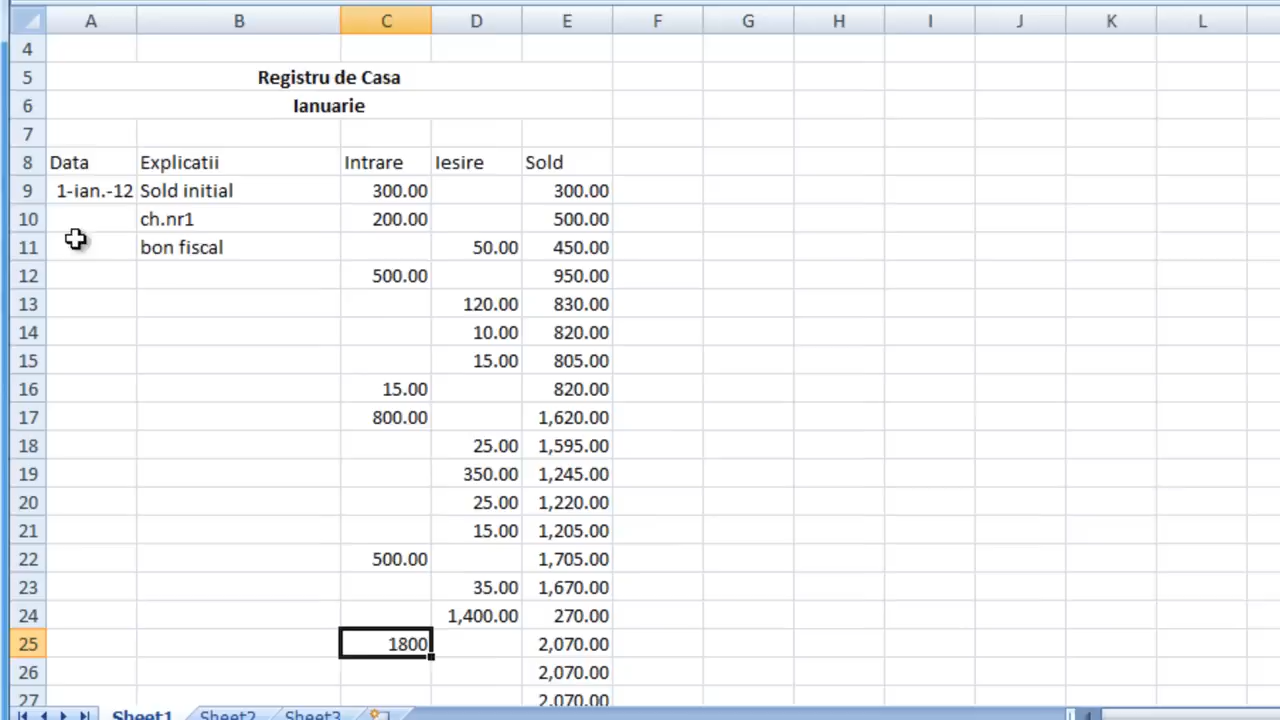 A B C D E F G H I J K L
4
5 Registru de Casa
6 Ianuarie
7
8 Data Explicatii Intrare Iesire Sold
9 1-ian.-12 Sold initial 300.00 300.00
10 ch.nr1 200.00 500.00
11 bon fiscal 50.00 450.00
12 500.00 950.00
13 120.00 830.00
14 10.00 820.00
15 15.00 805.00
16 15.00 820.00
17 800.00 1,620.00
18 25.00 1,595.00
19 350.00 1,245.00
20 25.00 1,220.00
21 15.00 1,205.00
22 500.00 1,705.00
23 35.00 1,670.00
24 1,400.00 270.00
25 1800 2,070.00
26 2,070.00
27 2,070.00
Sheet1 Sheet2 Sheet3